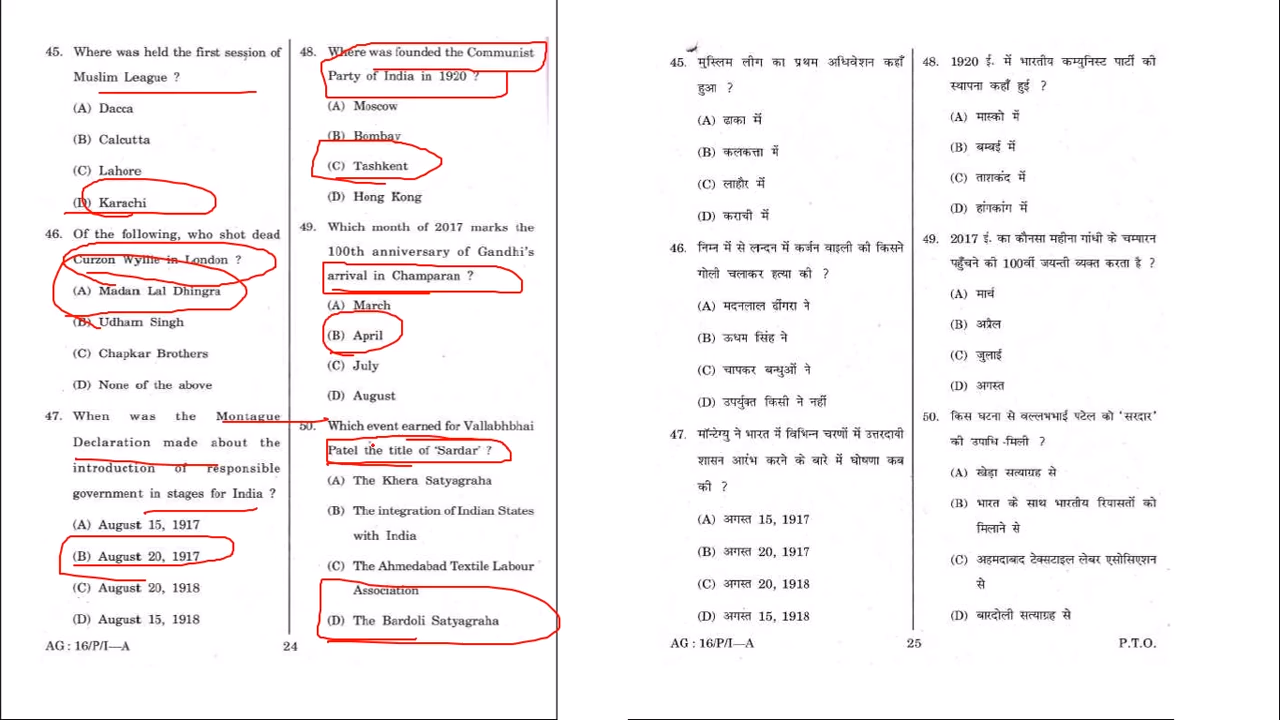 45. Where was held the first session of
Muslim League ?
(A) Dacca
(B) Calcutta
(C) Lahore
(D) Karachi
46. Of the following, who shot dead
Curzon Wyllie in London ?
(A) Madan Lal Dhingra
(B) Udham Singh
(C) Chapkar Brothers
(D) None of the above
47. When was the Montague
Declaration made about the
introduction of responsible
government in stages for India ?
(A) August 15, 1917
(B) August 20, 1917
(C) August 20, 1918
(D) August 15, 1918
48. Where was founded the Communist
Party of India in 1920 ?
(A) Moscow
(B) Bombay
(C) Tashkent
(D) Hong Kong
49. Which month of 2017 marks the
100th anniversary of Gandhi's
arrival in Champaran ?
(A) March
(B) April
(C) July
(D) August
50. Which event earned for Vallabhbhai
Patel the title of 'Sardar' ?
(A) The Khera Satyagraha
(B) The integration of Indian States
with India
(C) The Ahmedabad Textile Labour
Association
(D) The Bardoli Satyagraha
AG : 16/P/I—A
24
45. मुस्लिम लीग का प्रथम अधिवेशन कहाँ
हुआ ?
(A) ढाका में
(B) कलकत्ता में
(C) लाहौर में
(D) कराची में
46. निम्न में से लन्दन में कर्जन वाइली की किसने
गोली चलाकर हत्या की ?
(A) मदनलाल ढींगरा ने
(B) ऊधम सिंह ने
(C) चापकर बन्धुओं ने
(D) उपर्युक्त किसी ने नहीं
47. मॉन्टेग्यु ने भारत में विभिन्न चरणों में उत्तरदायी
शासन आरंभ करने के बारे में घोषणा कब
की ?
(A) अगस्त 15, 1917
(B) अगस्त 20, 1917
(C) अगस्त 20, 1918
(D) अगस्त 15, 1918
48. 1920 ई. में भारतीय कम्युनिस्ट पार्टी की
स्थापना कहाँ हुई ?
(A) मास्को में
(B) बम्बई में
(C) ताशकंद में
(D) हांगकांग में
49. 2017 ई. का कौनसा महीना गांधी के चम्पारन
पहुँचने की 100वीं जयन्ती व्यक्त करता है ?
(A) मार्च
(B) अप्रैल
(C) जुलाई
(D) अगस्त
50. किस घटना से वल्लभभाई पटेल को 'सरदार'
की उपाधि मिली ?
(A) खेड़ा सत्याग्रह से
(B) भारत के साथ भारतीय रियासतों को
मिलाने से
(C) अहमदाबाद टेक्सटाइल लेबर एसोसिएशन
से
(D) बारदोली सत्याग्रह से
AG : 16/P/I—A
25
P.T.O.